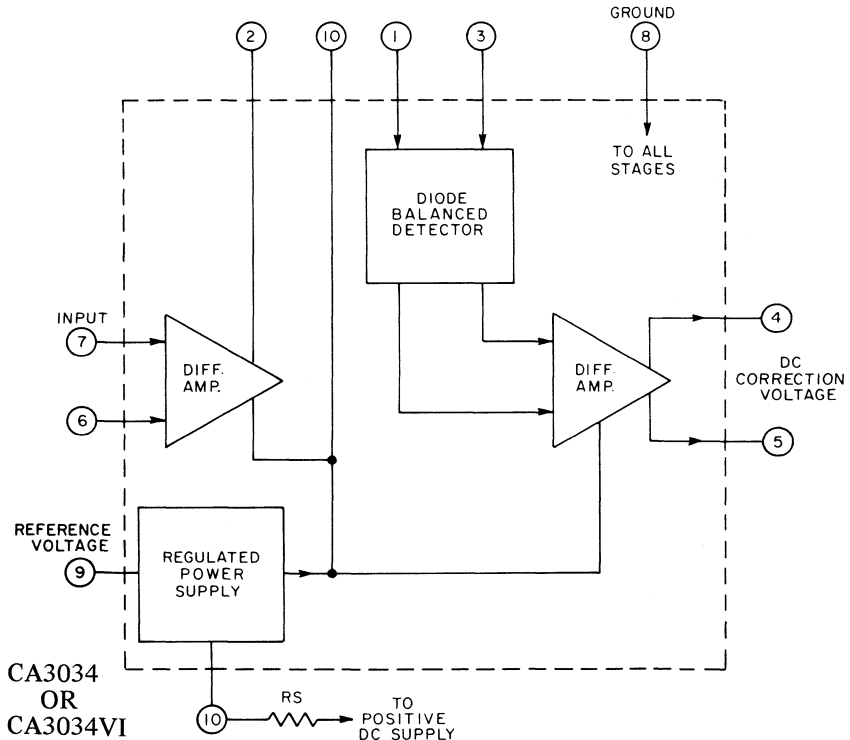 GROUND
2
10
1
3
8
TO ALL
STAGES
DIODE
BALANCED
DETECTOR
INPUT
7
DIFF.
AMP.
6
DIFF.
AMP.
4
DC
CORRECTION
VOLTAGE
5
REFERENCE
VOLTAGE
9
REGULATED
POWER
SUPPLY
CA3034
OR
CA3034VI
10
RS
TO
POSITIVE
DC SUPPLY